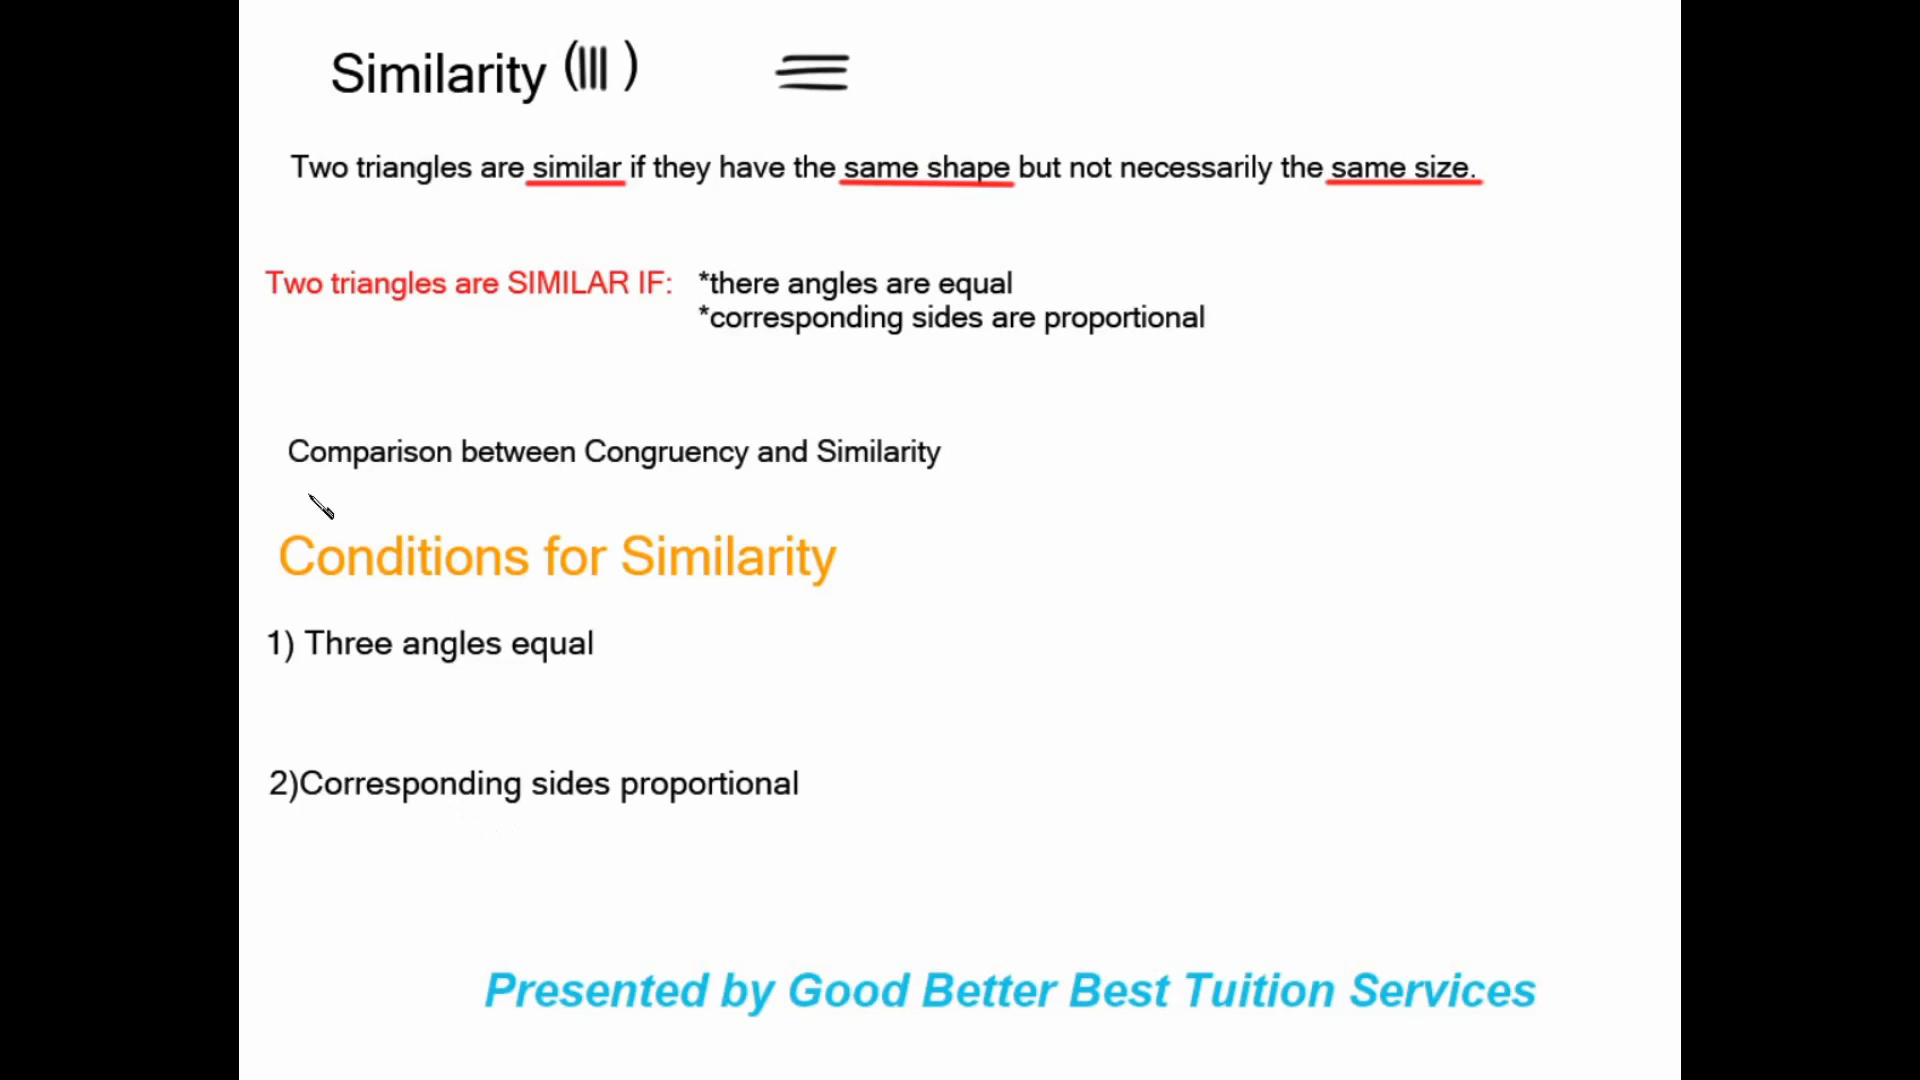 Similarity (III) ≡
Two triangles are similar if they have the same shape but not necessarily the same size.
Two triangles are SIMILAR IF: *there angles are equal
*corresponding sides are proportional
Comparison between Congruency and Similarity
Conditions for Similarity
1) Three angles equal
2)Corresponding sides proportional
Presented by Good Better Best Tuition Services